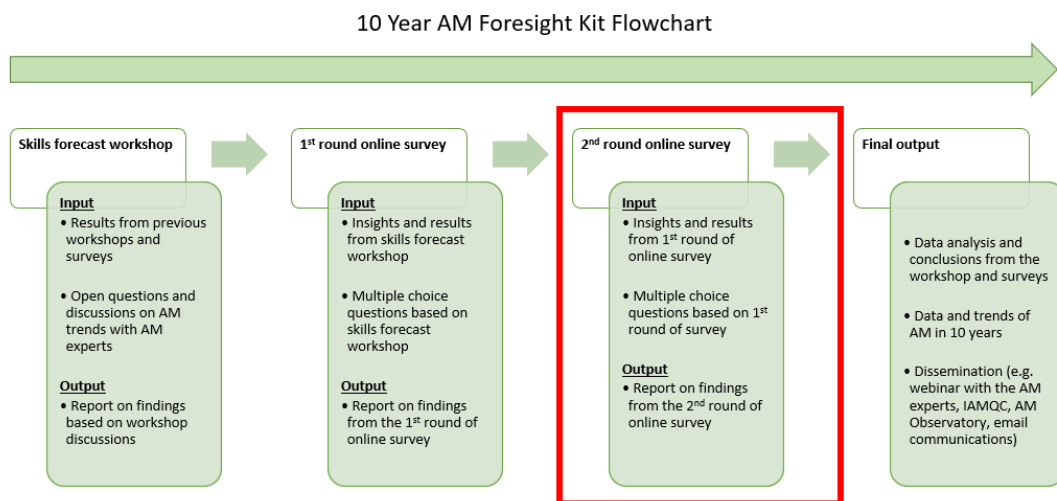 10 Year AM Foresight Kit Flowchart
Skills forecast workshop
Input
• Results from previous
workshops and
surveys
• Open questions and
discussions on AM
trends with AM
experts
Output
• Report on findings
based on workshop
discussions
1st round online survey
Input
• Insights and results
from skills forecast
workshop
• Multiple choice
questions based on
skills forecast
workshop
Output
• Report on findings
from the 1st round of
online survey
2nd round online survey
Input
• Insights and results
from 1st round of
online survey
• Multiple choice
questions based on 1st
round of survey
Output
• Report on findings
from the 2nd round of
online survey
Final output
• Data analysis and
conclusions from the
workshop and surveys
• Data and trends of
AM in 10 years
• Dissemination (e.g.
webinar with the AM
experts, IAMQC, AM
Observatory, email
communications)